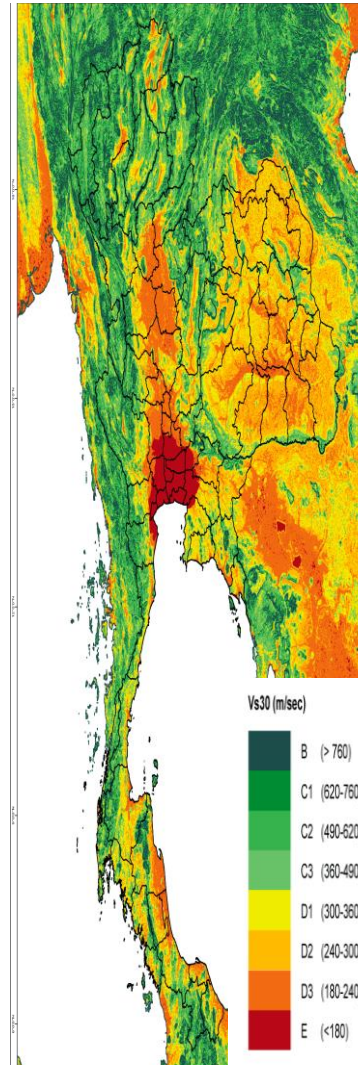 Vs30 (m/sec)
B (> 760)
C1 (620-760
C2 (490-620
C3 (360-490
D1 (300-360
D2 (240-300
D3 (180-240
E (<180)